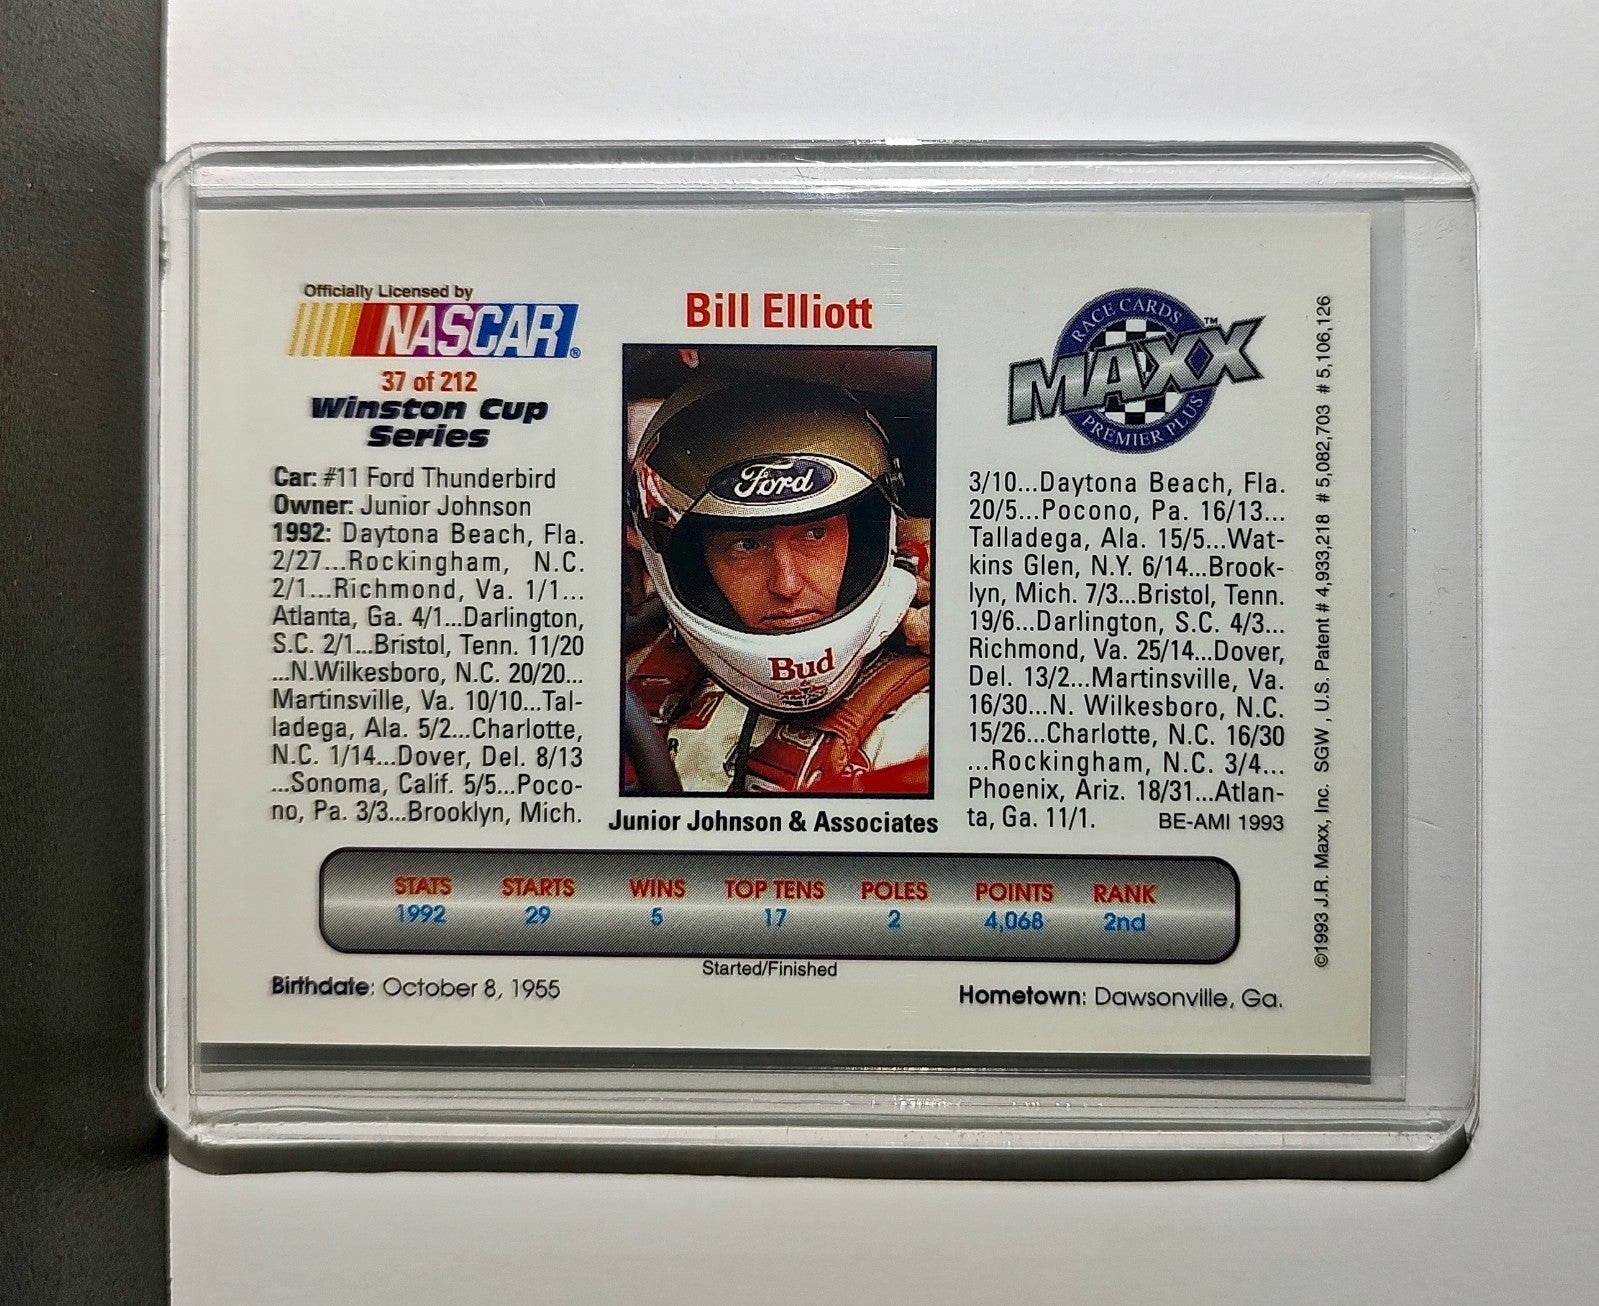 Officially Licensed by
NASCAR®
37 of 212
Winston Cup
Series
Car: #11 Ford Thunderbird
Owner: Junior Johnson
1992: Daytona Beach, Fla.
2/27...Rockingham, N.C.
2/1...Richmond, Va. 1/1...
Atlanta, Ga. 4/1...Darlington,
S.C. 2/1...Bristol, Tenn. 11/20
...N.Wilkesboro, N.C. 20/20...
Martinsville, Va. 10/10...Tal-
ladega, Ala. 5/2...Charlotte,
N.C. 1/14...Dover, Del. 8/13
...Sonoma, Calif. 5/5...Poco-
no, Pa. 3/3...Brooklyn, Mich.
Bill Elliott
Ford
Bud
Junior Johnson & Associates
RACE CARDS
MAXX™
PREMIER PLUS
3/10...Daytona Beach, Fla.
20/5...Pocono, Pa. 16/13...
Talladega, Ala. 15/5...Wat-
kins Glen, N.Y. 6/14...Brook-
lyn, Mich. 7/3...Bristol, Tenn.
19/6...Darlington, S.C. 4/3...
Richmond, Va. 25/14...Dover,
Del. 13/2...Martinsville, Va.
16/30...N. Wilkesboro, N.C.
15/26...Charlotte, N.C. 16/30
...Rockingham, N.C. 3/4...
Phoenix, Ariz. 18/31...Atlan-
ta, Ga. 11/1. BE-AMI 1993
STATS STARTS WINS TOP TENS POLES POINTS RANK
1992 29 5 17 2 4,068 2nd
Started/Finished
Birthdate: October 8, 1955
Hometown: Dawsonville, Ga.
©1993 J.R. Maxx, Inc. SGW, U.S. Patent # 4,933,218 # 5,082,703 # 5,106,126